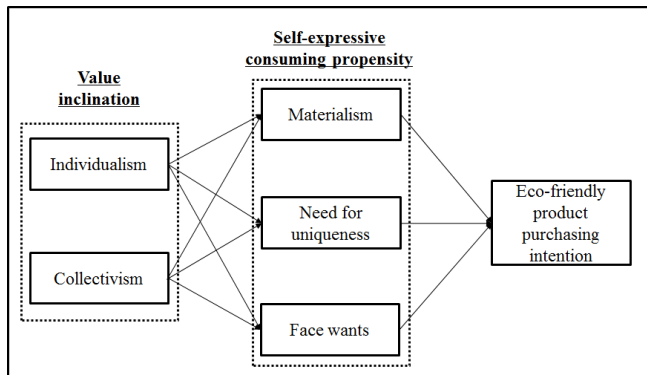 Self-expressive
consuming propensity
Value
inclination
Materialism
Individualism
Need for
uniqueness
Eco-friendly
product
purchasing
intention
Collectivism
Face wants